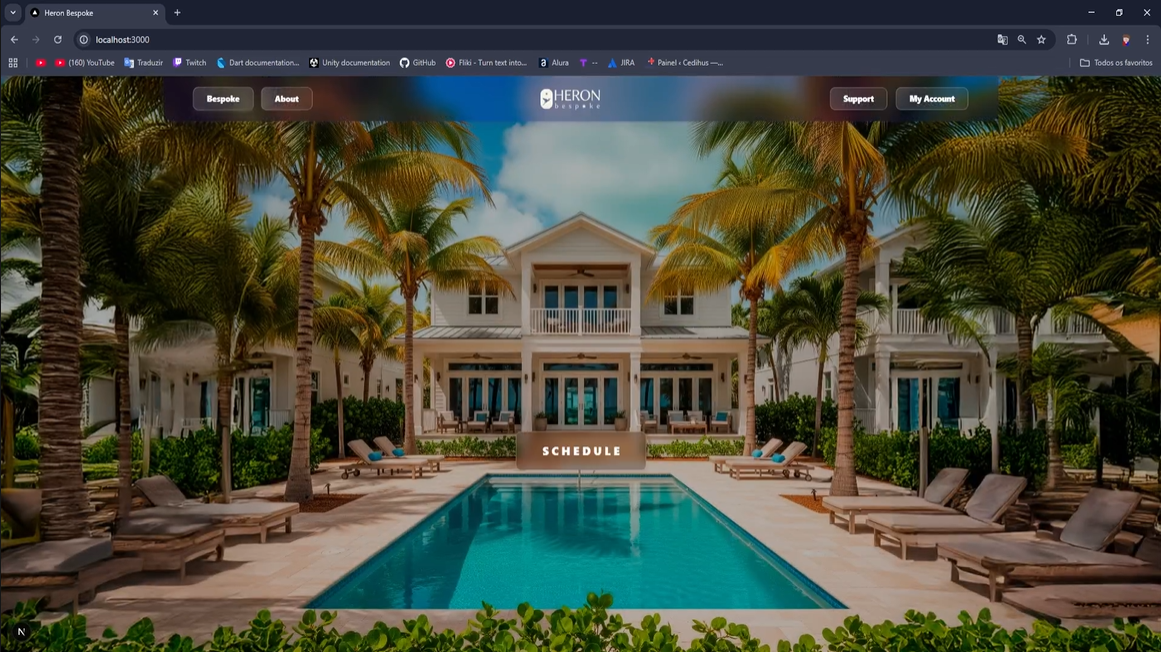 Heron Bespoke
localhost:3000
(160) YouTube
Traduzir
Twitch
Dart documentation...
Unity documentation
GitHub
Fliki - Turn text into...
Alura
--
JIRA
Painel ‹ Cedihus —...
Todos os favoritos
Bespoke
About
HERON
bespoke
Support
My Account
SCHEDULE
N